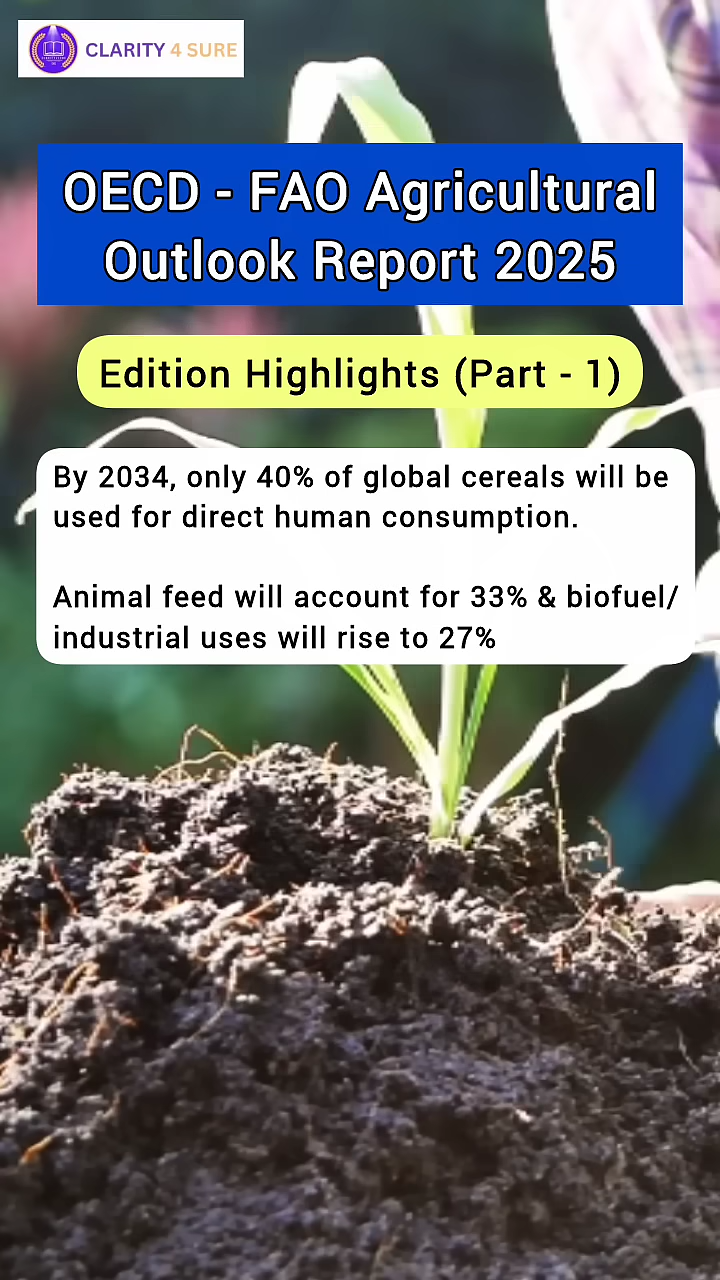 CLARITY 4 SURE
OECD - FAO Agricultural
Outlook Report 2025
Edition Highlights (Part - 1)
By 2034, only 40% of global cereals will be
used for direct human consumption.
Animal feed will account for 33% & biofuel/
industrial uses will rise to 27%